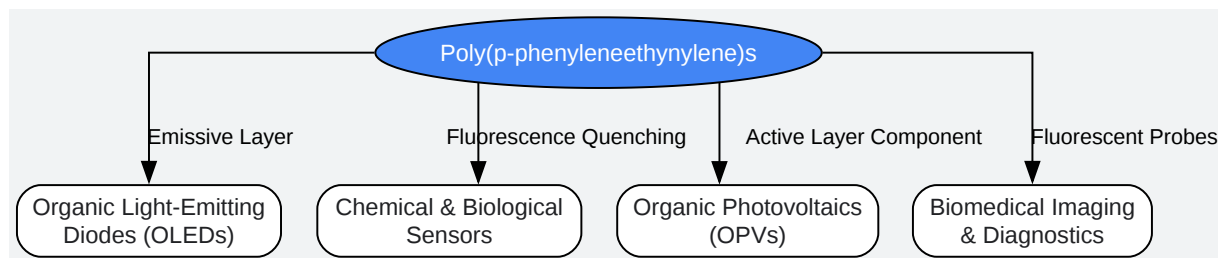 Poly(p-phenyleneethynylene)s
Emissive Layer
Fluorescence Quenching
Active Layer Component
Fluorescent Probes
Organic Light-Emitting
Diodes (OLEDs)
Chemical & Biological
Sensors
Organic Photovoltaics
(OPVs)
Biomedical Imaging
& Diagnostics